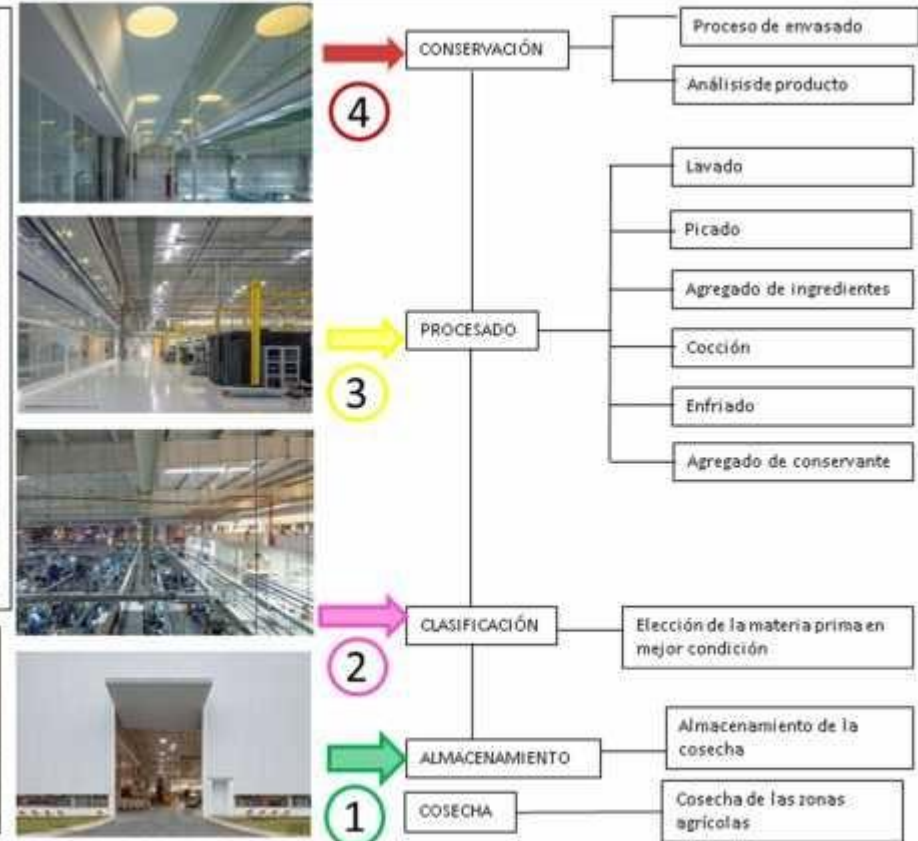 4
CONSERVACIÓN
Proceso de envasado
Análisis de producto
3
PROCESADO
Lavado
Picado
Agregado de ingredientes
Cocción
Enfriado
Agregado de conservante
2
CLASIFICACIÓN
Elección de la materia prima en
mejor condición
1
ALMACENAMIENTO
Almacenamiento de la
cosecha
COSECHA
Cosecha de las zonas
agrícolas